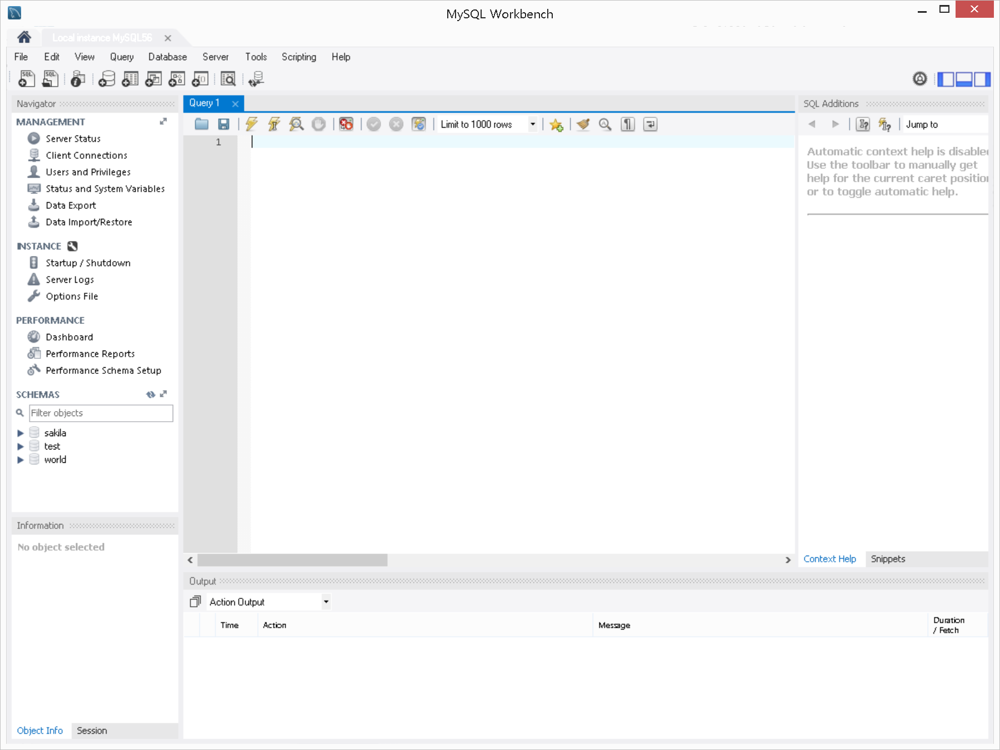 MySQL Workbench
Local instance MySQL56
File Edit View Query Database Server Tools Scripting Help
Navigator
MANAGEMENT
Server Status
Client Connections
Users and Privileges
Status and System Variables
Data Export
Data Import/Restore
INSTANCE
Startup / Shutdown
Server Logs
Options File
PERFORMANCE
Dashboard
Performance Reports
Performance Schema Setup
SCHEMAS
Filter objects
sakila
test
world
Information
No object selected
Object Info Session
Query 1
Limit to 1000 rows
1
SQL Additions
Jump to
Automatic context help is disabled
Use the toolbar to manually get
help for the current caret position
or to toggle automatic help.
Context Help Snippets
Output
Action Output
Time Action Message Duration
/ Fetch